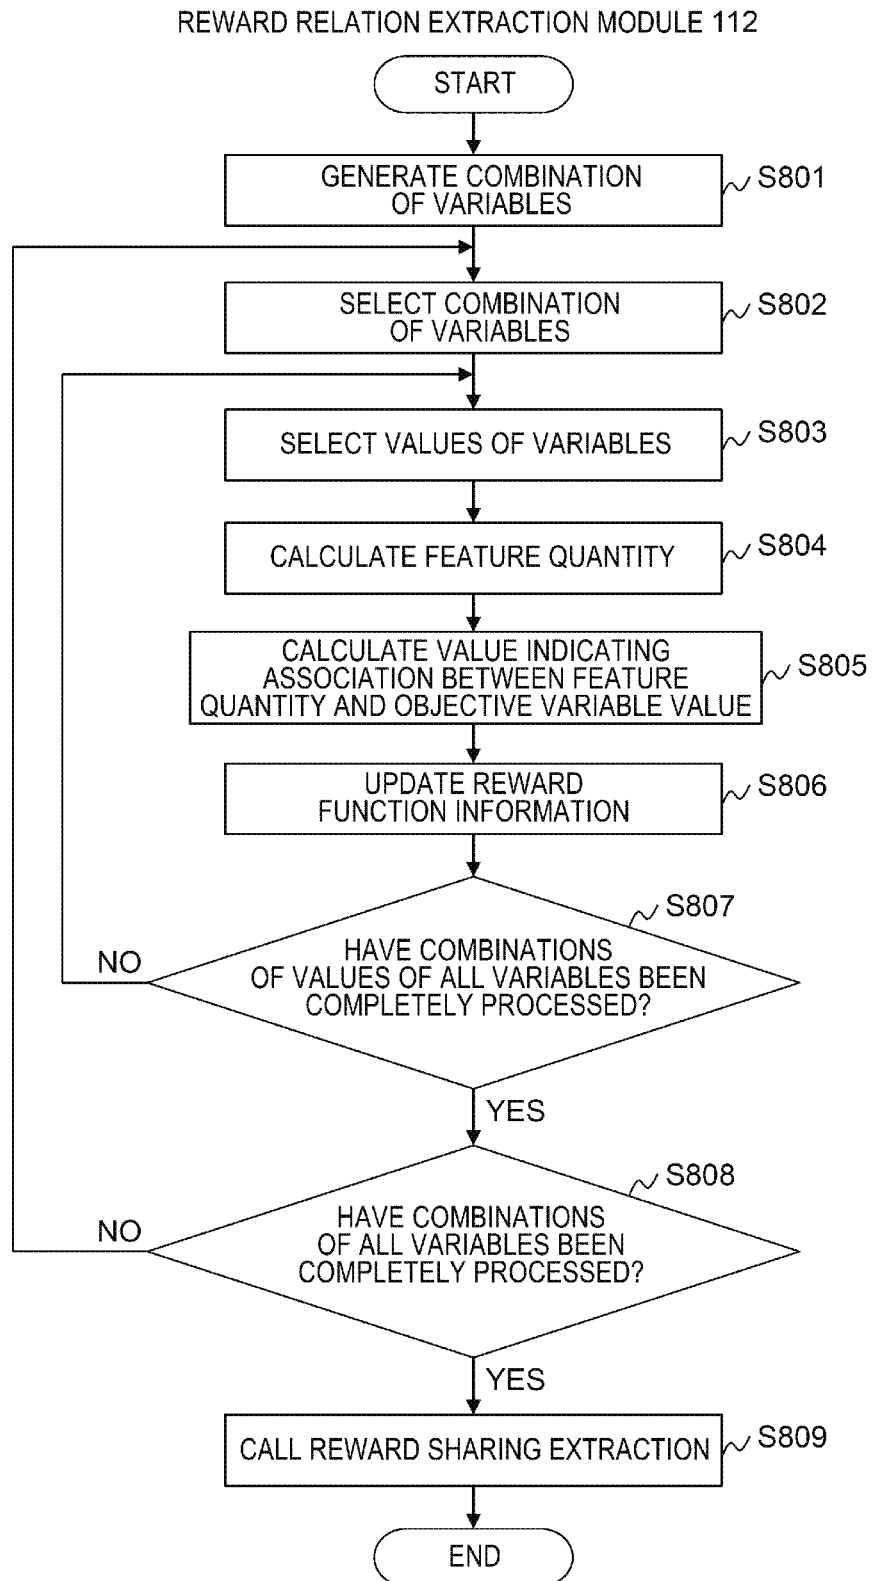 REWARD RELATION EXTRACTION MODULE 112
START
GENERATE COMBINATION
OF VARIABLES
S801
SELECT COMBINATION
OF VARIABLES
S802
SELECT VALUES OF VARIABLES
S803
CALCULATE FEATURE QUANTITY
S804
CALCULATE VALUE INDICATING
ASSOCIATION BETWEEN FEATURE
QUANTITY AND OBJECTIVE VARIABLE VALUE
S805
UPDATE REWARD
FUNCTION INFORMATION
S806
S807
HAVE COMBINATIONS
OF VALUES OF ALL VARIABLES BEEN
COMPLETELY PROCESSED?
NO
YES
S808
HAVE COMBINATIONS
OF ALL VARIABLES BEEN
COMPLETELY PROCESSED?
NO
YES
CALL REWARD SHARING EXTRACTION
S809
END